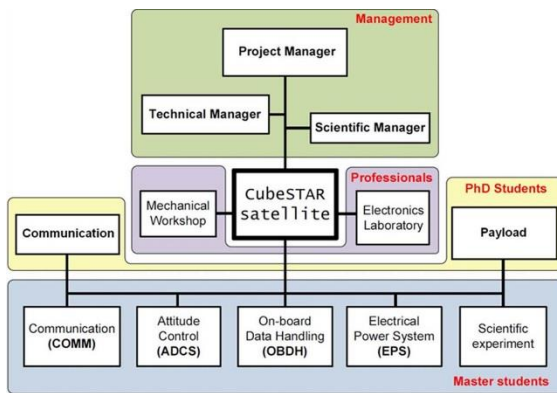 Management
Project Manager
Technical Manager
Scientific Manager
Professionals
CubeSTAR
satellite
Mechanical
Workshop
Electronics
Laboratory
PhD Students
Communication
Payload
Communication
(COMM)
Attitude
Control
(ADCS)
On-board
Data Handling
(OBDH)
Electrical
Power System
(EPS)
Scientific
experiment
Master students